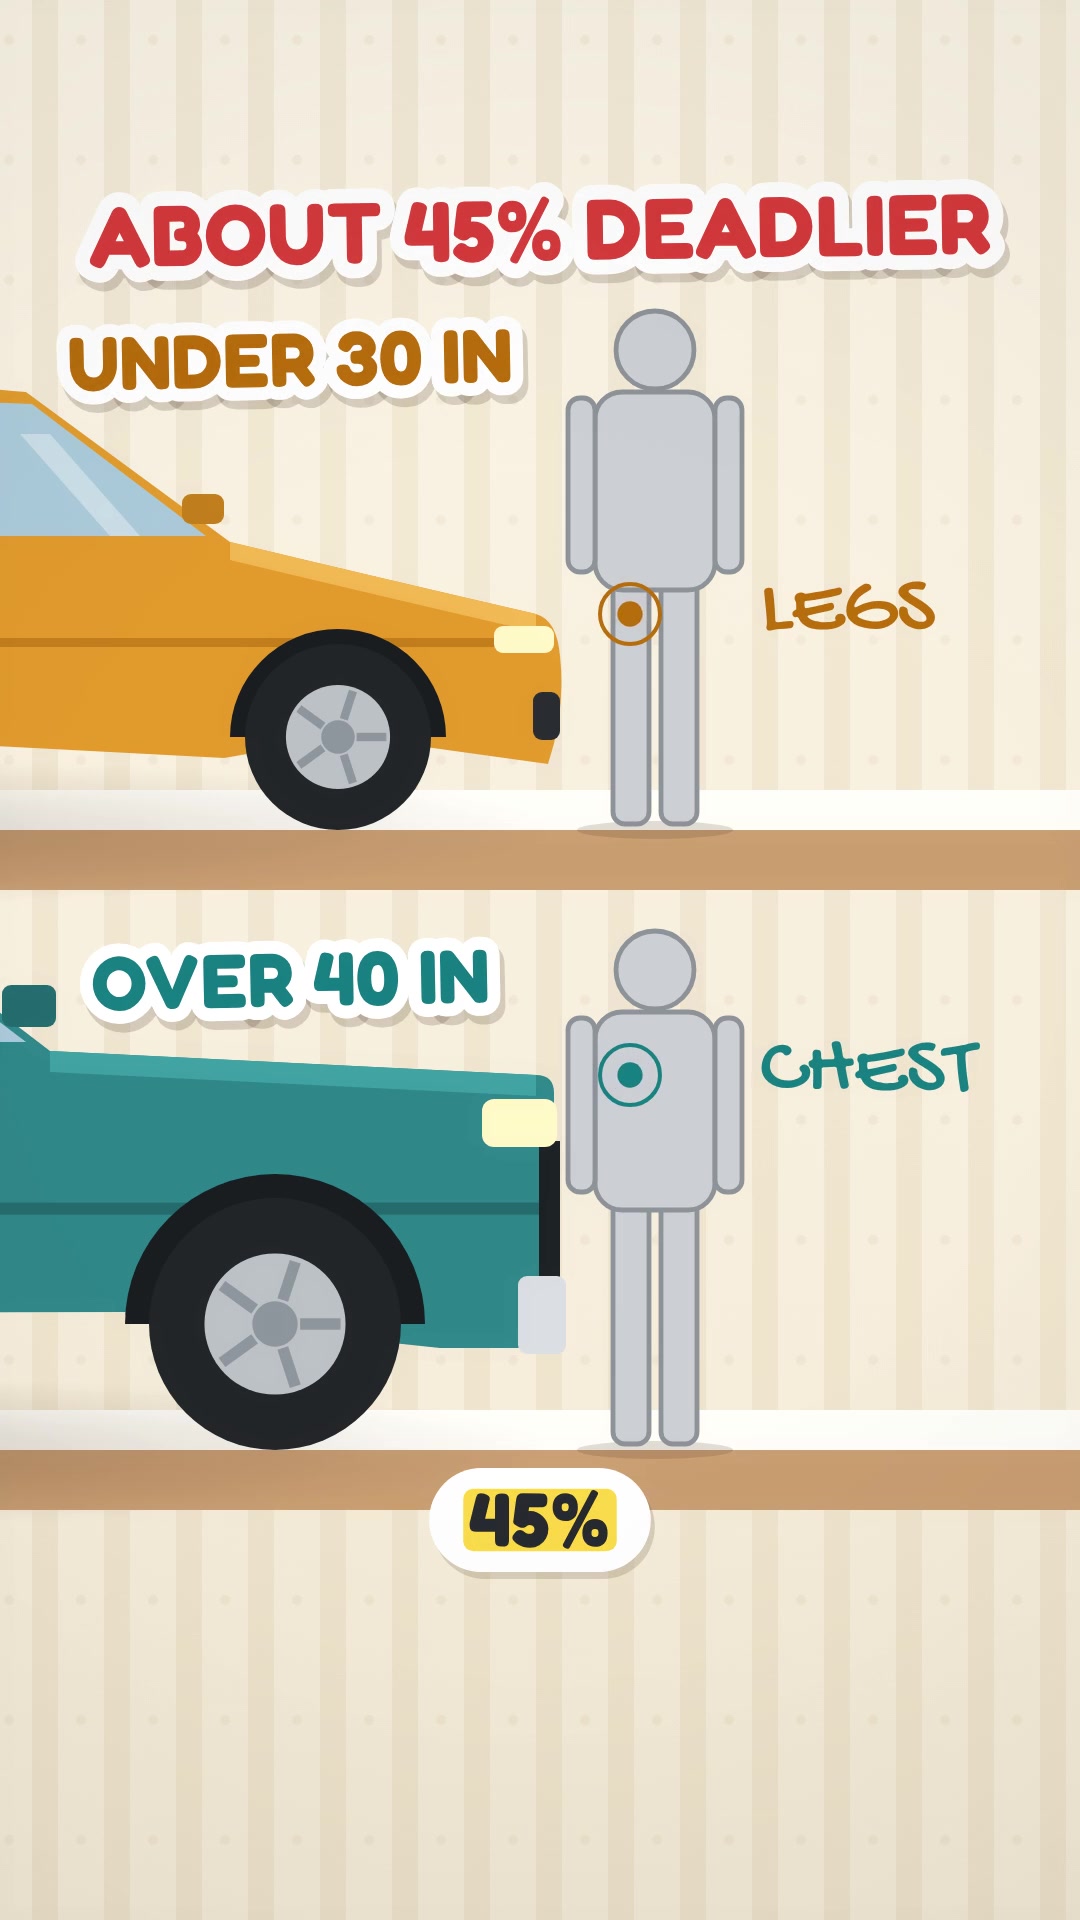 ABOUT 45% DEADLIER
UNDER 30 IN
LEGS
OVER 40 IN
CHEST
45%